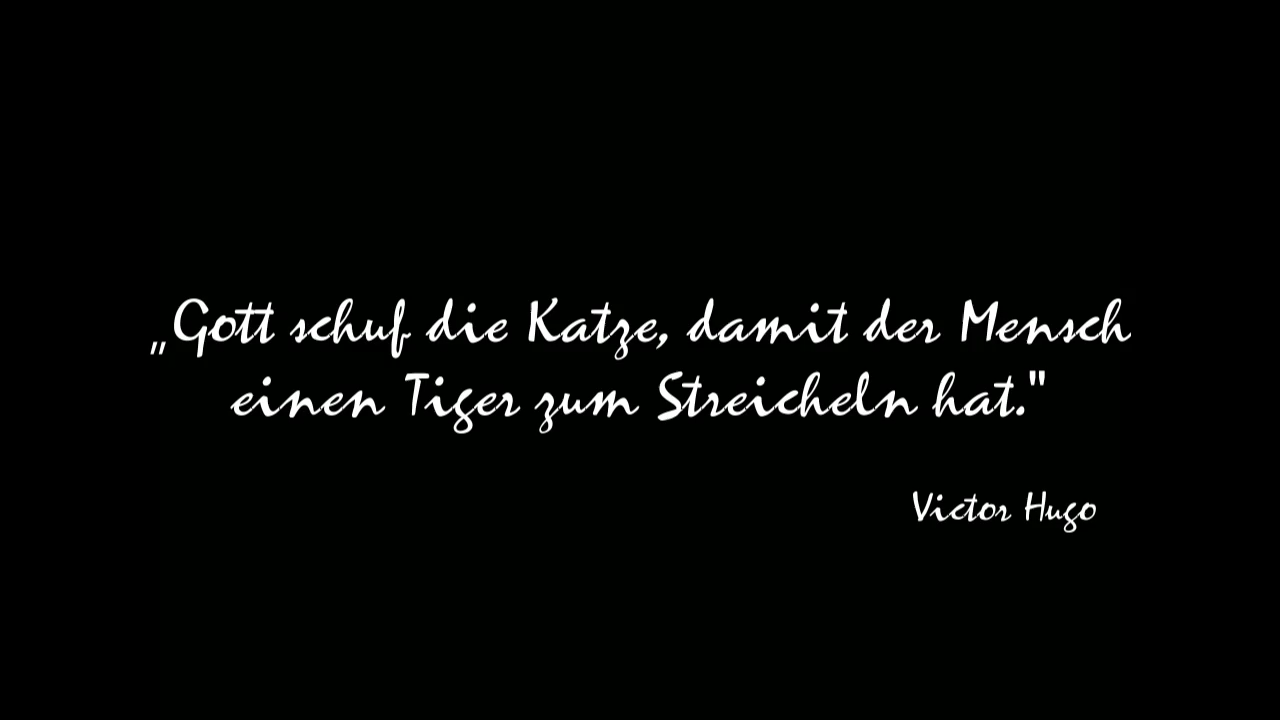 „Gott schuf die Katze, damit der Mensch
einen Tiger zum Streicheln hat."
Victor Hugo